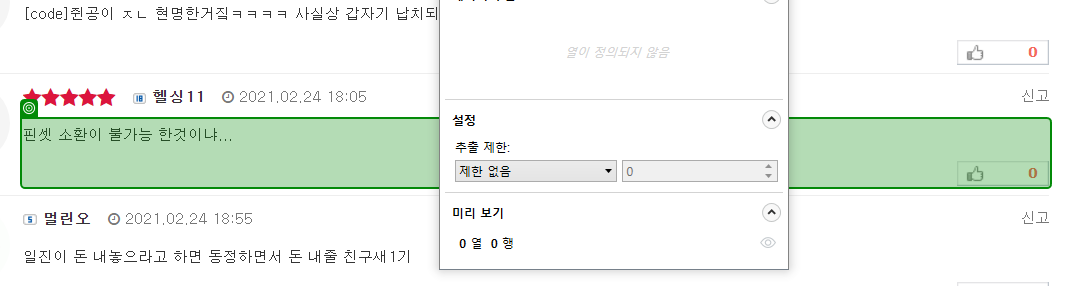 [code]쥔공이 ㅈㄴ 현명한거짘ㅋㅋㅋㅋ 사실상 갑자기 납치되
열이 정의되지 않음
0
헬싱11 2021.02.24 18:05
신고
설정
핀셋 소환이 불가능 한것이냐...
추출 제한:
제한 없음
0
0
미리 보기
멀린오 2021.02.24 18:55
신고
0 열 0 행
일진이 돈 내놓으라고 하면 동정하면서 돈 내줄 친구새1기